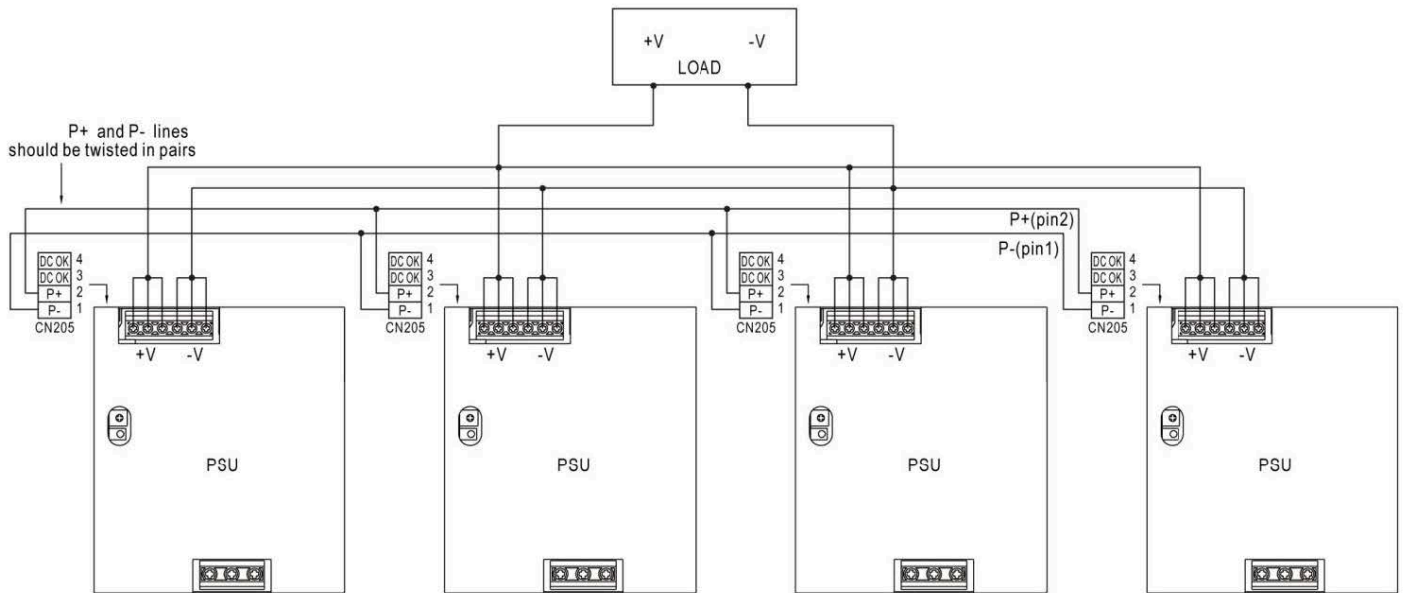 +V -V
LOAD
P+ and P- lines
should be twisted in pairs
P+(pin2)
P-(pin1)
DC OK 4
DC OK 3
P+ 2
P- 1
CN205
+V -V
PSU
DC OK 4
DC OK 3
P+ 2
P- 1
CN205
+V -V
PSU
DC OK 4
DC OK 3
P+ 2
P- 1
CN205
+V -V
PSU
DC OK 4
DC OK 3
P+ 2
P- 1
CN205
+V -V
PSU